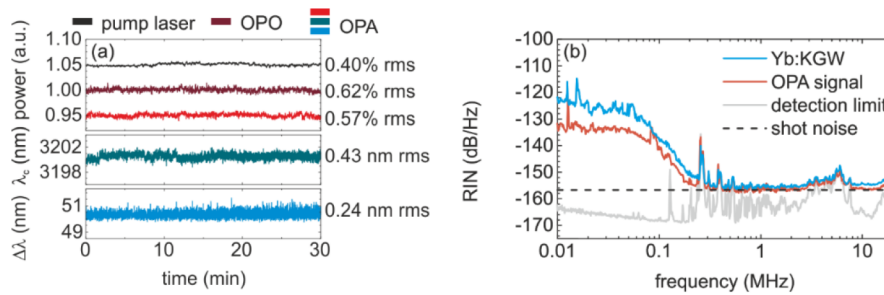 pump laser OPO OPA
(a)
1.10
1.05
1.00
0.95
power (a.u.)
0.40% rms
0.62% rms
0.57% rms
3202
3198
λc (nm)
0.43 nm rms
51
49
Δλ (nm)
0.24 nm rms
0 10 20 30
time (min)
(b)
-100
-110
-120
-130
-140
-150
-160
-170
RIN (dB/Hz)
Yb:KGW
OPA signal
detection limit
shot noise
0.01 0.1 1 10
frequency (MHz)